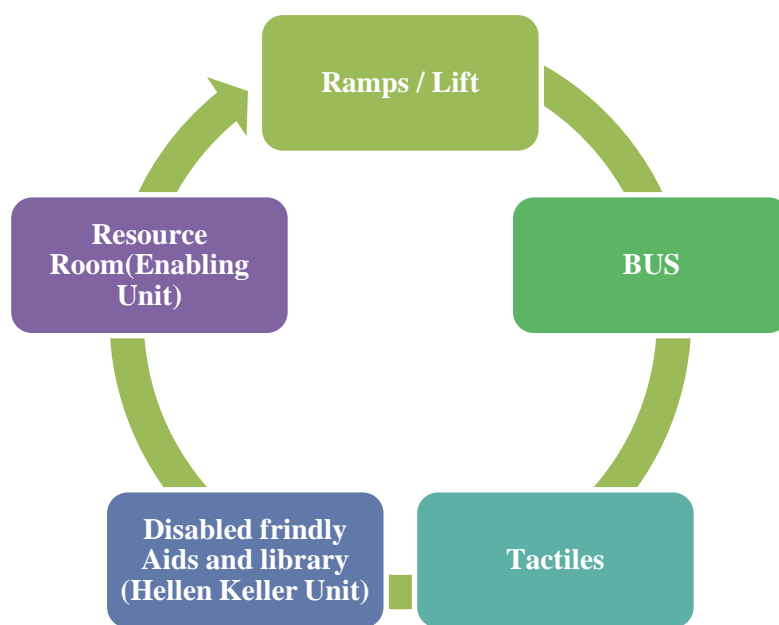 Ramps / Lift
BUS
Tactiles
Disabled frindly
Aids and library
(Hellen Keller Unit)
Resource
Room(Enabling
Unit)